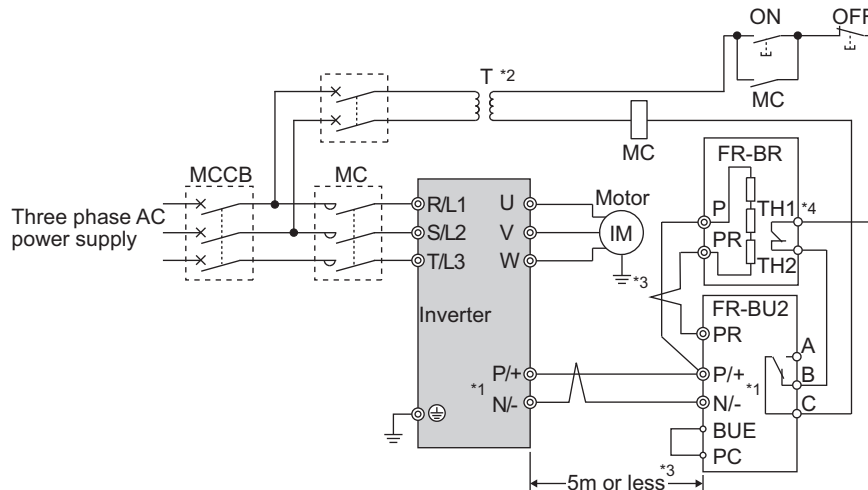 ON
OFF
T *2
MC
MC
FR-BR
MCCB
MC
Three phase AC
power supply
R/L1
S/L2
T/L3
U
V
W
Motor
IM
*3
P
PR
TH1
*4
TH2
Inverter
FR-BU2
PR
A
P/+
N/-
*1
P/+
N/-
*1
B
C
BUE
PC
5m or less *3